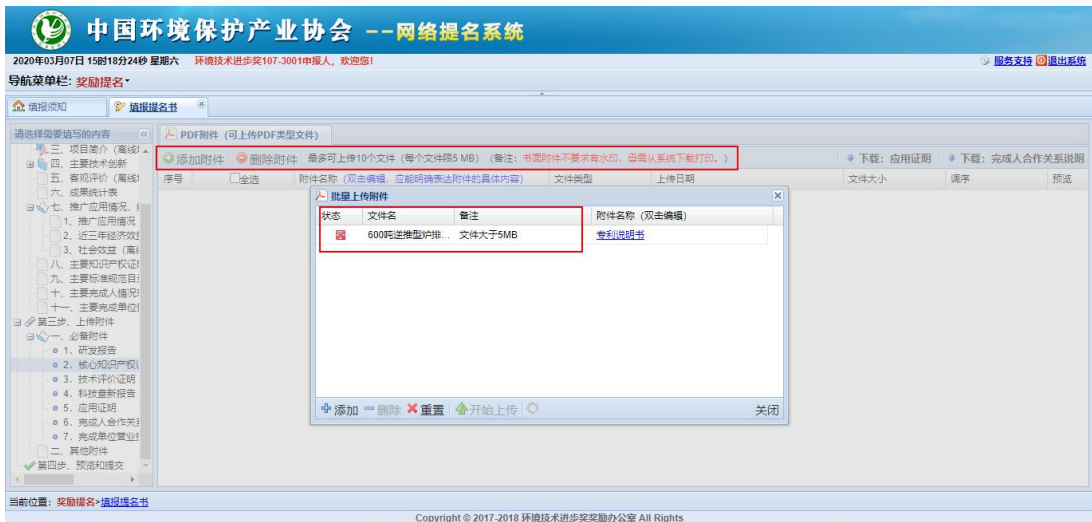 中国环境保护产业协会 --网络提名系统
2020年03月07日 15时18分24秒 星期六 环境技术进步奖107-3001申报人，欢迎您!
服务支持 退出系统
导航菜单栏: 奖励提名
填报须知 填报提名书
请选择需要填写的内容
PDF附件（可上传PDF类型文件）
三、项目简介（离线
添加附件 删除附件 最多可上传10个文件（每个文件限5 MB）（备注：书面附件不要求有水印，毋需从系统下载打印。） 下载：应用证明 下载：完成人合作关系说明
四、主要技术创新
五、客观评价（离线
序号 全选 附件名称（双击编辑，应能明确表达附件的具体内容） 文件类型 上传日期 文件大小 调序 预览
六、成果统计表
七、推广应用情况、
1、推广应用情况
2、近三年经济效
3、社会效益（离
八、主要知识产权证
九、主要标准规范目
十、主要完成人情况
十一、主要完成单位
第三步、上传附件
一、必备附件
1．研发报告
2．核心知识产权
3．技术评价证明
4．科技查新报告
5．应用证明
6．完成人合作关
7．完成单位营业
二、其他附件
第四步、预览和提交
批量上传附件
状态 文件名 备注 附件名称（双击编辑）
600吨逆推型炉排... 文件大于5MB 专利说明书
添加 删除 重置 开始上传 关闭
当前位置：奖励提名>填报提名书
Copyright © 2017-2018 环境技术进步奖奖励办公室 All Rights